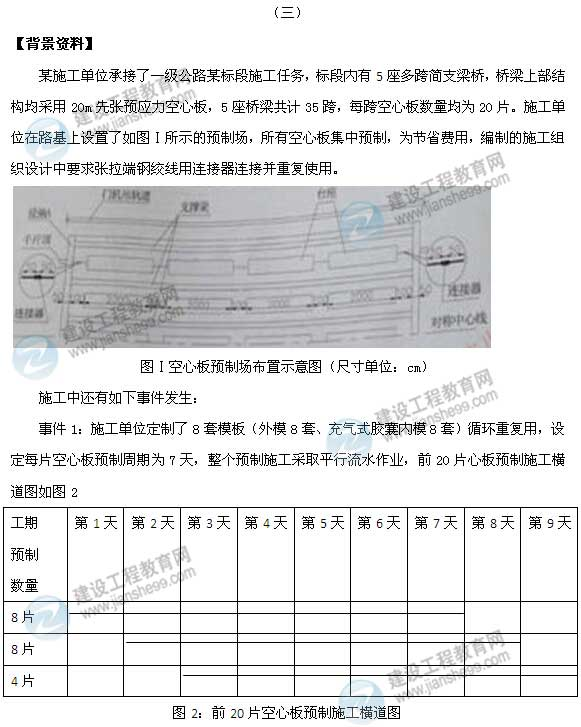 （三）
【背景资料】
某施工单位承接了一级公路某标段施工任务，标段内有 5 座多跨简支梁桥，桥梁上部结
构均采用 20m 先张预应力空心板，5 座桥梁共计 35 跨，每跨空心板数量均为 20 片。施工单
位在路基上设置了如图 I 所示的预制场，所有空心板集中预制，为节省费用，编制的施工组
织设计中要求张拉端钢绞线用连接器连接并重复使用。
支撑梁
台座
千斤顶
连接器
连接器
对称中心线
建设工程教育网
www.jianshe99.com
图 I 空心板预制场布置示意图（尺寸单位：cm）
施工中还有如下事件发生：
事件 1：施工单位定制了 8 套模板（外模 8 套、充气式胶囊内模 8 套）循环重复用，设
定每片空心板预制周期为 7 天，整个预制施工采取平行流水作业，前 20 片心板预制施工横
道图如图 2
工期
预制
数量
第 1 天 第 2 天 第 3 天 第 4 天 第 5 天 第 6 天 第 7 天 第 8 天 第 9 天
8 片
8 片
4 片
图 2：前 20 片空心板预制施工横道图